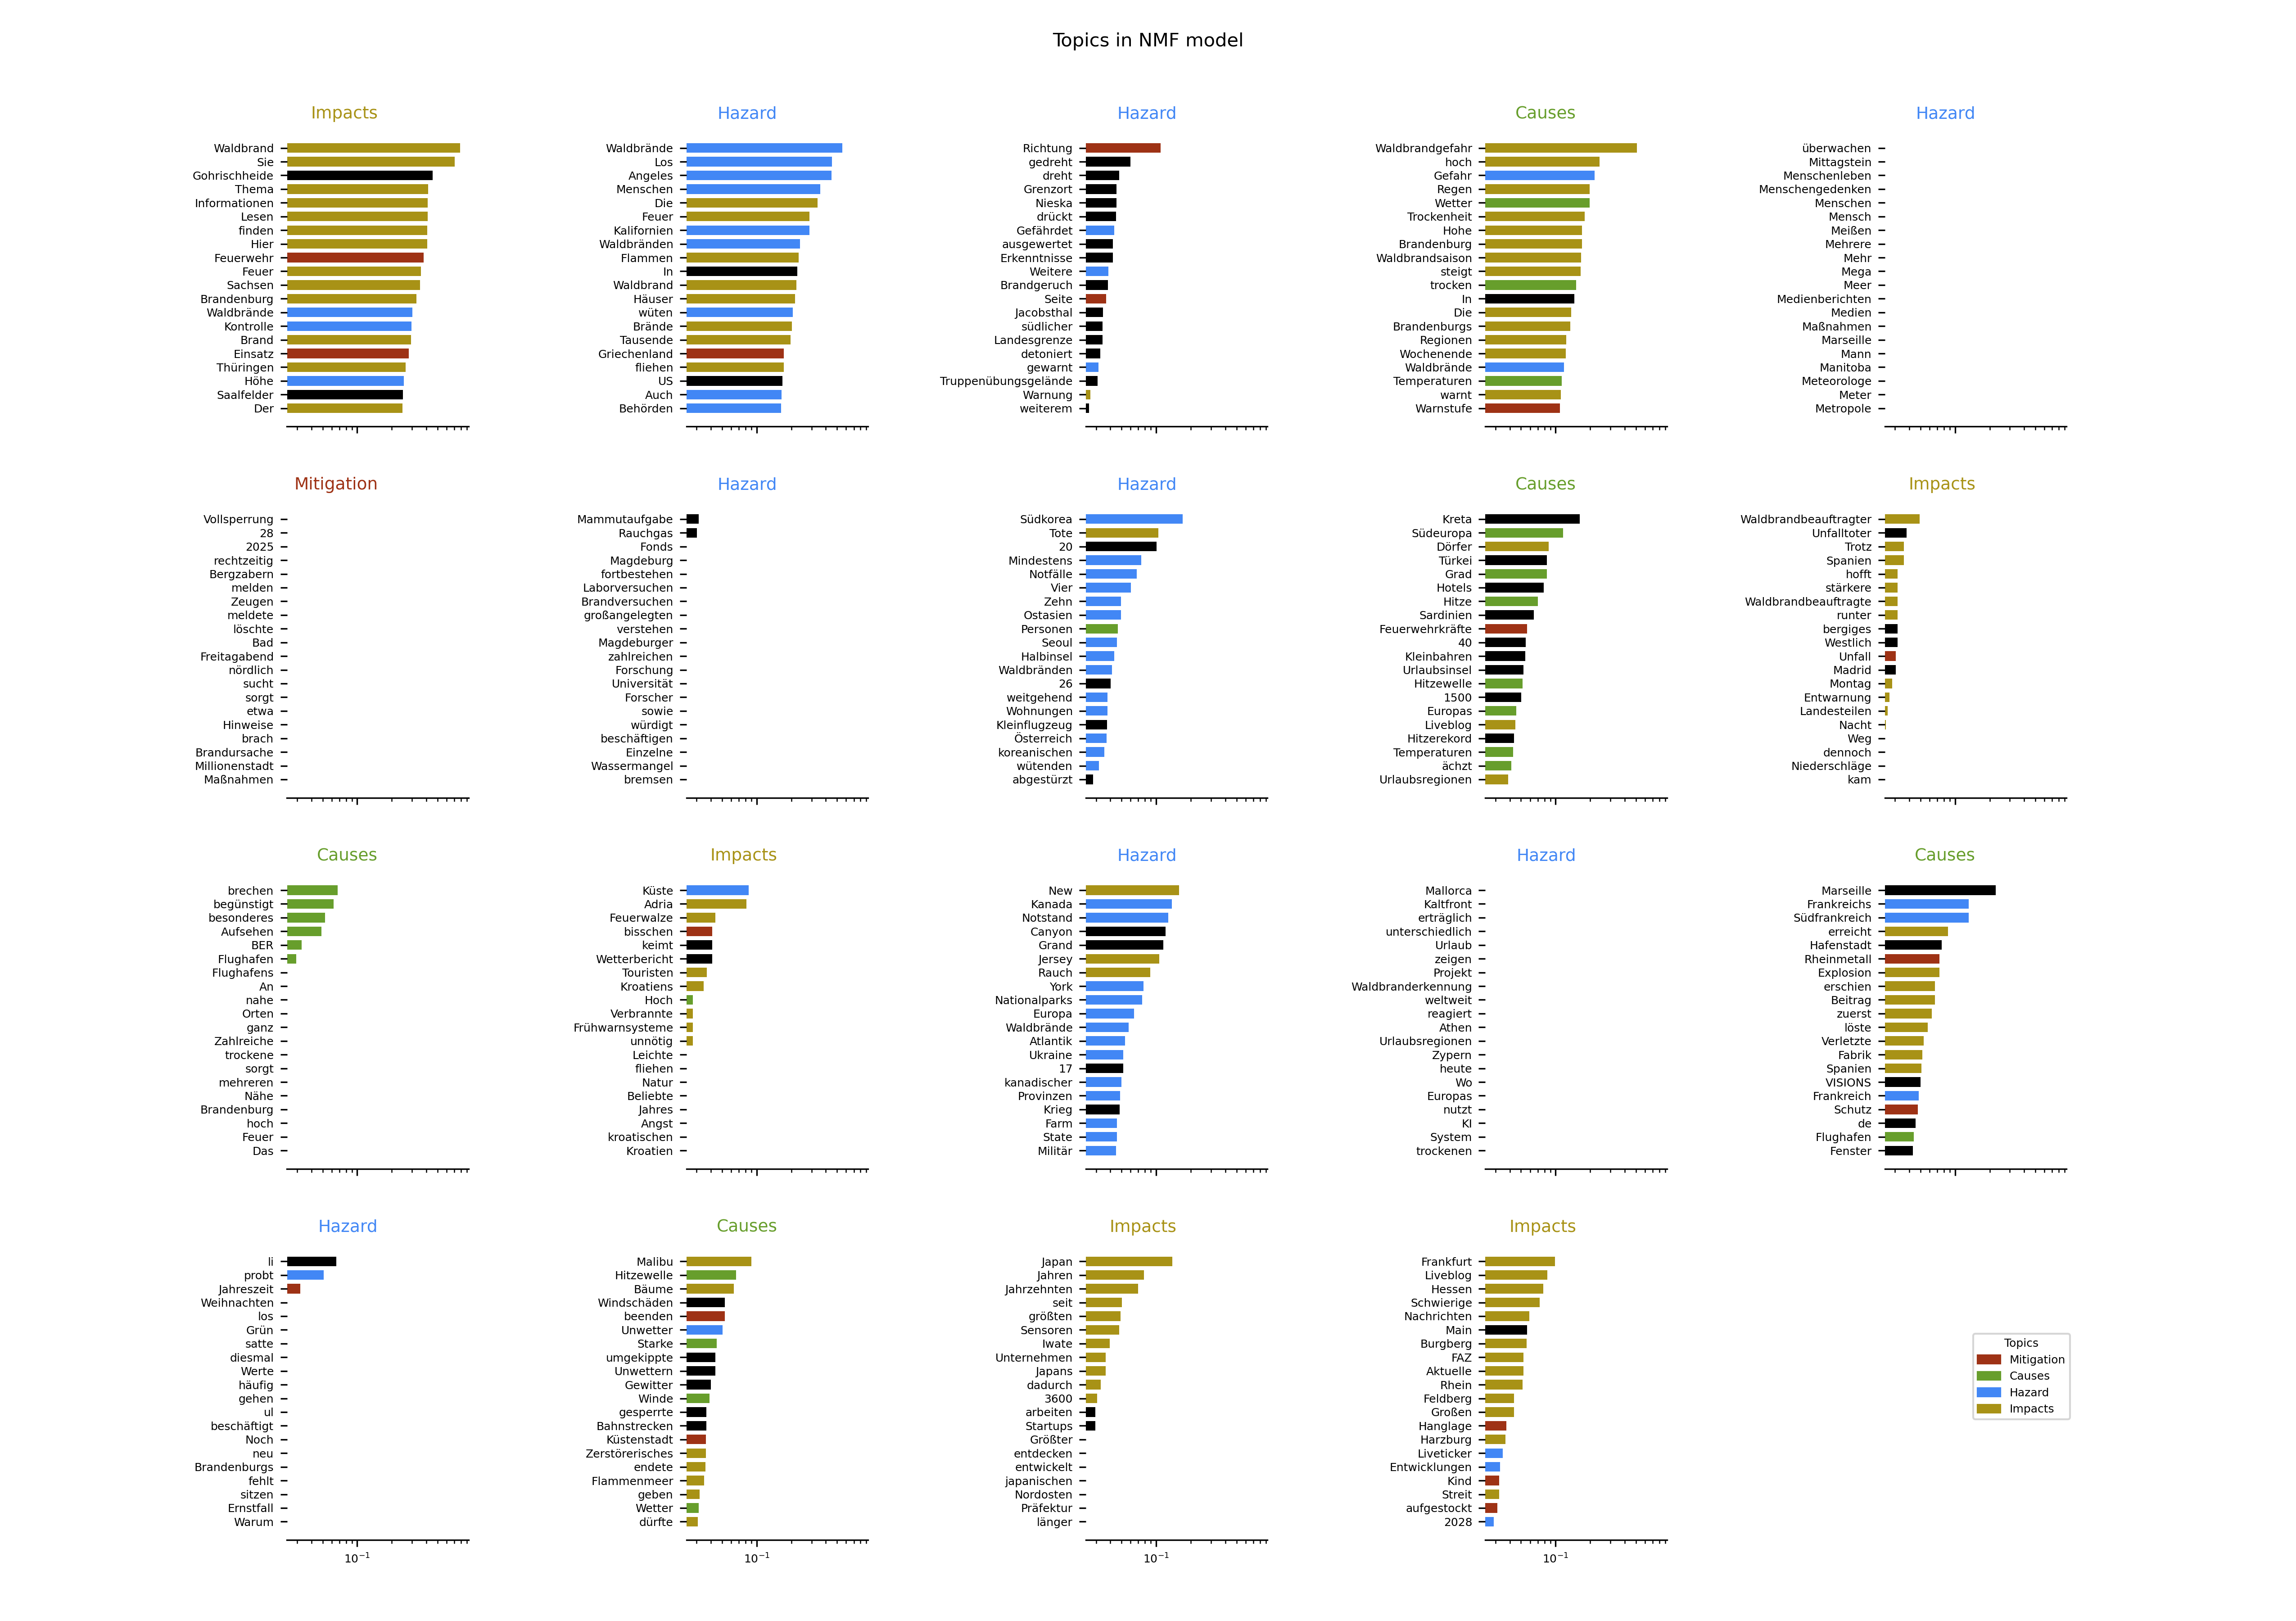 Topics in NMF model
Impacts
Waldbrand
Sie
Gohrischheide
Thema
Informationen
Lesen
finden
Hier
Feuerwehr
Feuer
Sachsen
Brandenburg
Waldbrände
Kontrolle
Brand
Einsatz
Thüringen
Höhe
Saalfelder
Der
Hazard
Waldbrände
Los
Angeles
Menschen
Die
Feuer
Kalifornien
Waldbränden
Flammen
In
Waldbrand
Häuser
wüten
Brände
Tausende
Griechenland
fliehen
US
Auch
Behörden
Hazard
Richtung
gedreht
dreht
Grenzort
Nieska
drückt
Gefährdet
ausgewertet
Erkenntnisse
Weitere
Brandgeruch
Seite
Jacobsthal
südlicher
Landesgrenze
detoniert
gewarnt
Truppenübungsgelände
Warnung
weiterem
Causes
Waldbrandgefahr
hoch
Gefahr
Regen
Wetter
Trockenheit
Hohe
Brandenburg
Waldbrandsaison
steigt
trocken
In
Die
Brandenburgs
Regionen
Wochenende
Waldbrände
Temperaturen
warnt
Warnstufe
Hazard
überwachen
Mittagstein
Menschenleben
Menschengedenken
Menschen
Mensch
Meißen
Mehrere
Mehr
Mega
Meer
Medienberichten
Medien
Maßnahmen
Marseille
Mann
Manitoba
Meteorologe
Meter
Metropole
Mitigation
Vollsperrung
28
2025
rechtzeitig
Bergzabern
melden
Zeugen
meldete
löschte
Bad
Freitagabend
nördlich
sucht
sorgt
etwa
Hinweise
brach
Brandursache
Millionenstadt
Maßnahmen
Hazard
Mammutaufgabe
Rauchgas
Fonds
Magdeburg
fortbestehen
Laborversuchen
Brandversuchen
großangelegten
verstehen
Magdeburger
zahlreichen
Forschung
Universität
Forscher
sowie
würdigt
beschäftigen
Einzelne
Wassermangel
bremsen
Hazard
Südkorea
Tote
20
Mindestens
Notfälle
Vier
Zehn
Ostasien
Personen
Seoul
Halbinsel
Waldbränden
26
weitgehend
Wohnungen
Kleinflugzeug
Österreich
koreanischen
wütenden
abgestürzt
Causes
Kreta
Südeuropa
Dörfer
Türkei
Grad
Hotels
Hitze
Sardinien
Feuerwehrkräfte
40
Kleinbahren
Urlaubsinsel
Hitzewelle
1500
Europas
Liveblog
Hitzerekord
Temperaturen
ächzt
Urlaubsregionen
Impacts
Waldbrandbeauftragter
Unfalltoter
Trotz
Spanien
hofft
stärkere
Waldbrandbeauftragte
runter
bergiges
Westlich
Unfall
Madrid
Montag
Entwarnung
Landesteilen
Nacht
Weg
dennoch
Niederschläge
kam
Causes
brechen
begünstigt
besonderes
Aufsehen
BER
Flughafen
Flughafens
An
nahe
Orten
ganz
Zahlreiche
trockene
sorgt
mehreren
Nähe
Brandenburg
hoch
Feuer
Das
Impacts
Küste
Adria
Feuerwalze
bisschen
keimt
Wetterbericht
Touristen
Kroatiens
Hoch
Verbrannte
Frühwarnsysteme
unnötig
Leichte
fliehen
Natur
Beliebte
Jahres
Angst
kroatischen
Kroatien
Hazard
New
Kanada
Notstand
Canyon
Grand
Jersey
Rauch
York
Nationalparks
Europa
Waldbrände
Atlantik
Ukraine
17
kanadischer
Provinzen
Krieg
Farm
State
Militär
Hazard
Mallorca
Kaltfront
erträglich
unterschiedlich
Urlaub
zeigen
Projekt
Waldbranderkennung
weltweit
reagiert
Athen
Urlaubsregionen
Zypern
heute
Wo
Europas
nutzt
KI
System
trockenen
Causes
Marseille
Frankreichs
Südfrankreich
erreicht
Hafenstadt
Rheinmetall
Explosion
erschien
Beitrag
zuerst
löste
Verletzte
Fabrik
Spanien
VISIONS
Frankreich
Schutz
de
Flughafen
Fenster
Hazard
li
probt
Jahreszeit
Weihnachten
los
Grün
satte
diesmal
Werte
häufig
gehen
ul
beschäftigt
Noch
neu
Brandenburgs
fehlt
sitzen
Ernstfall
Warum
10⁻¹
Causes
Malibu
Hitzewelle
Bäume
Windschäden
beenden
Unwetter
Starke
umgekippte
Unwettern
Gewitter
Winde
gesperrte
Bahnstrecken
Küstenstadt
Zerstörerisches
endete
Flammenmeer
geben
Wetter
dürfte
10⁻¹
Impacts
Japan
Jahren
Jahrzehnten
seit
größten
Sensoren
Iwate
Unternehmen
Japans
dadurch
3600
arbeiten
Startups
Größter
entdecken
entwickelt
japanischen
Nordosten
Präfektur
länger
10⁻¹
Impacts
Frankfurt
Liveblog
Hessen
Schwierige
Nachrichten
Main
Burgberg
FAZ
Aktuelle
Rhein
Feldberg
Großen
Hanglage
Harzburg
Liveticker
Entwicklungen
Kind
Streit
aufgestockt
2028
10⁻¹
Topics
Mitigation
Causes
Hazard
Impacts